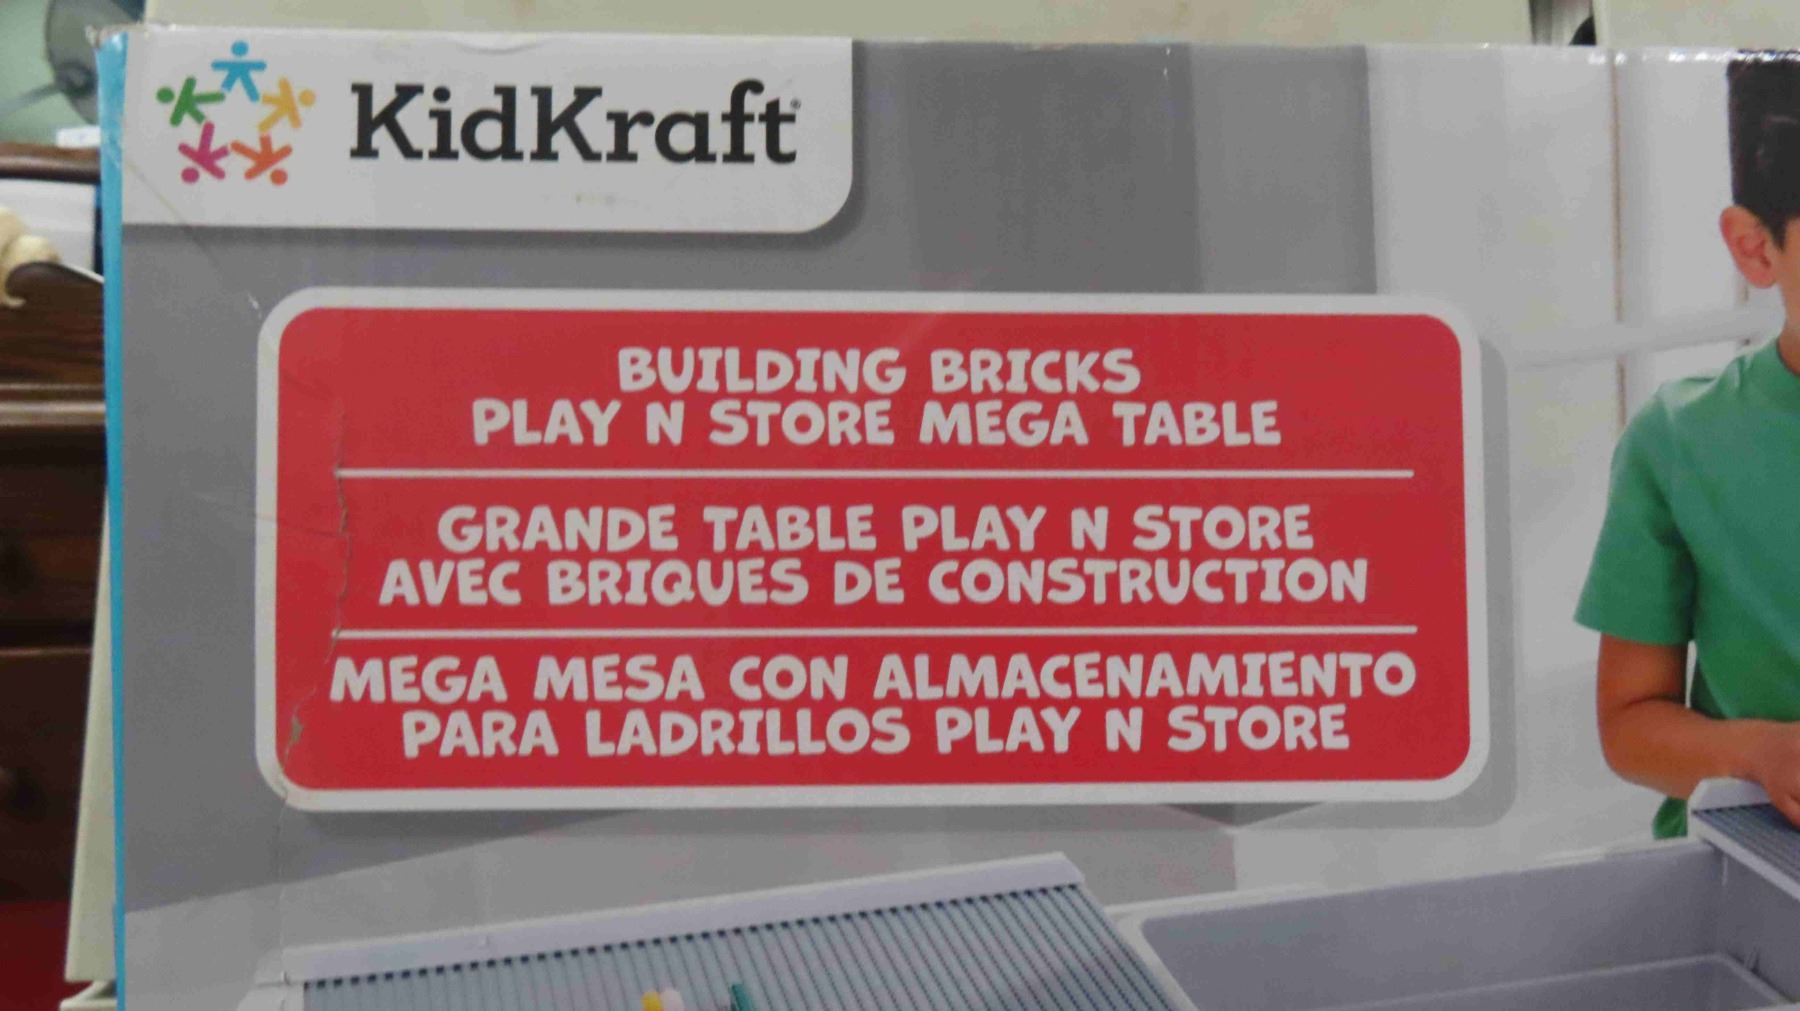 KidKraft®
BUILDING BRICKS
PLAY N STORE MEGA TABLE
GRANDE TABLE PLAY N STORE
AVEC BRIQUES DE CONSTRUCTION
MEGA MESA CON ALMACENAMIENTO
PARA LADRILLOS PLAY N STORE